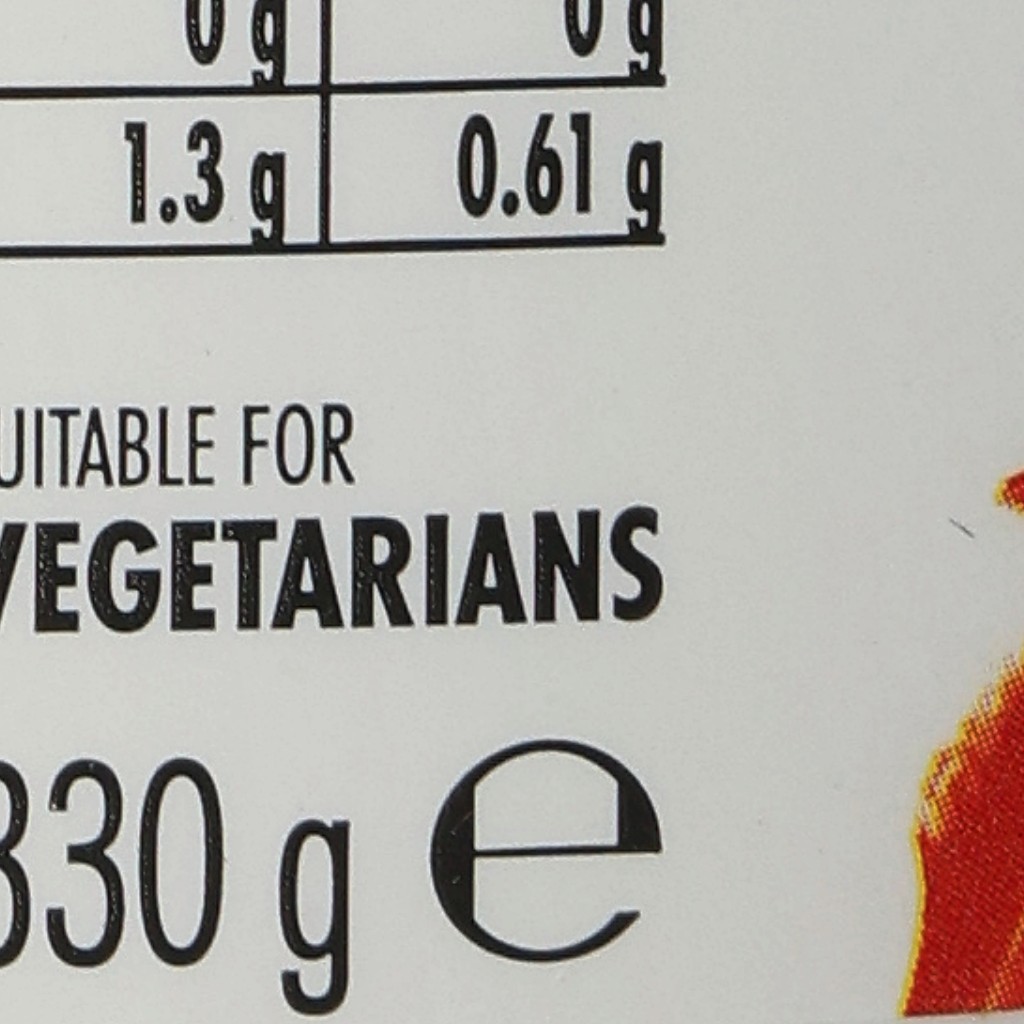 0 g 0 g
1.3 g 0.61 g
UITABLE FOR
VEGETARIANS
330 g e